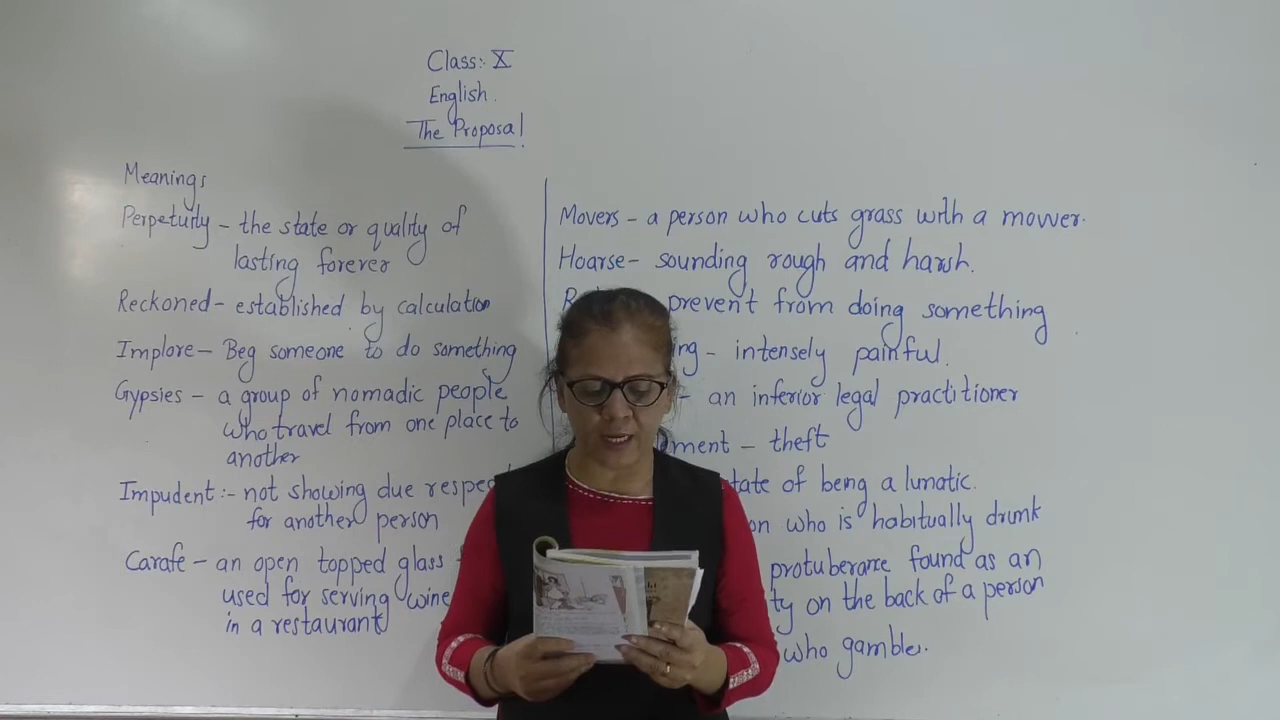 Class:- X
English.
The Proposal
Meanings
Perpetuity - the state or quality of
lasting forever
Reckoned - established by calculation
Implore - Beg someone to do something
Gypsies - a group of nomadic people
who travel from one place to
another
Impudent :- not showing due
for another person
Carafe - an open topped glass
used for serving wine
in a restaurant
Movers - a person who cuts grass with a mower.
Hoarse - sounding rough and harsh.
prevent from doing something
- intensely painful.
- an inferior legal practitioner
- theft
of being a lunatic.
who is habitually drunk
protuberance found as an
on the back of a person
who gamble.